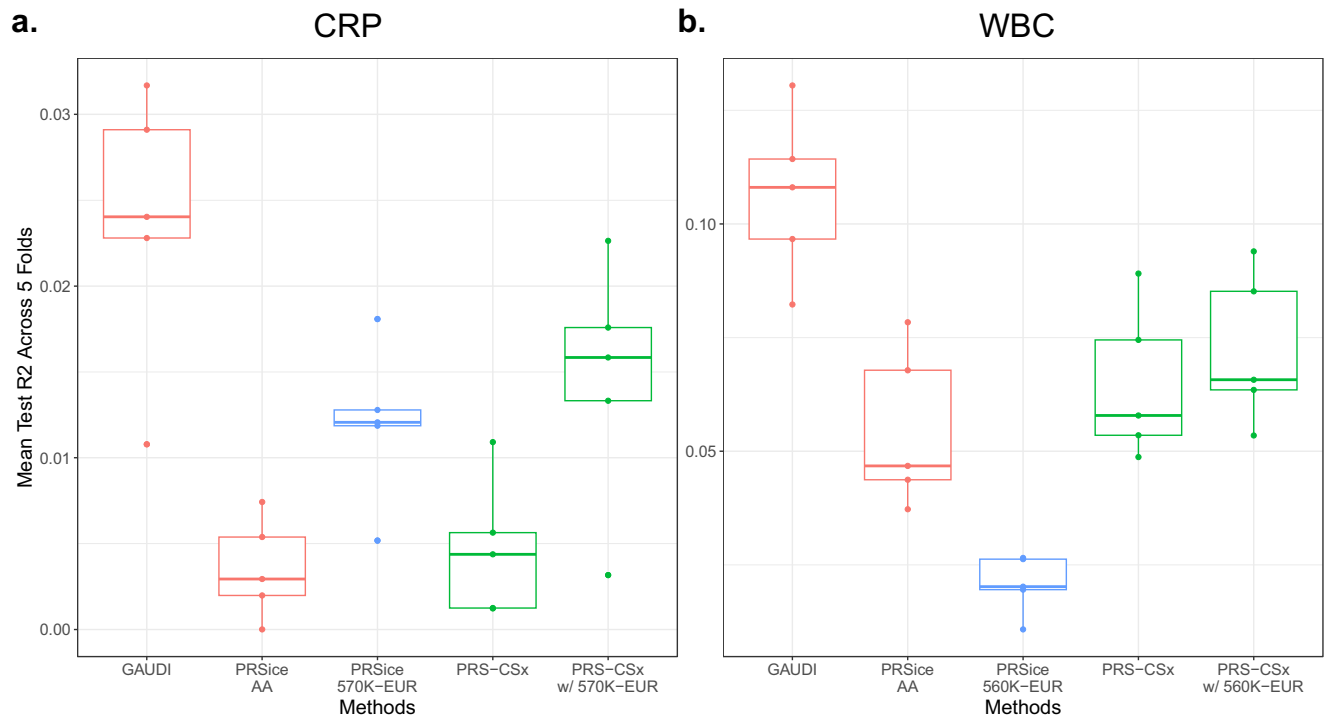 a.
CRP
b.
WBC
Mean Test R2 Across 5 Folds
0.03
0.02
0.01
0.00
GAUDI
PRSice
AA
PRSice
570K−EUR
PRS−CSx
PRS−CSx
w/ 570K−EUR
Methods
0.10
0.05
GAUDI
PRSice
AA
PRSice
560K−EUR
PRS−CSx
PRS−CSx
w/ 560K−EUR
Methods